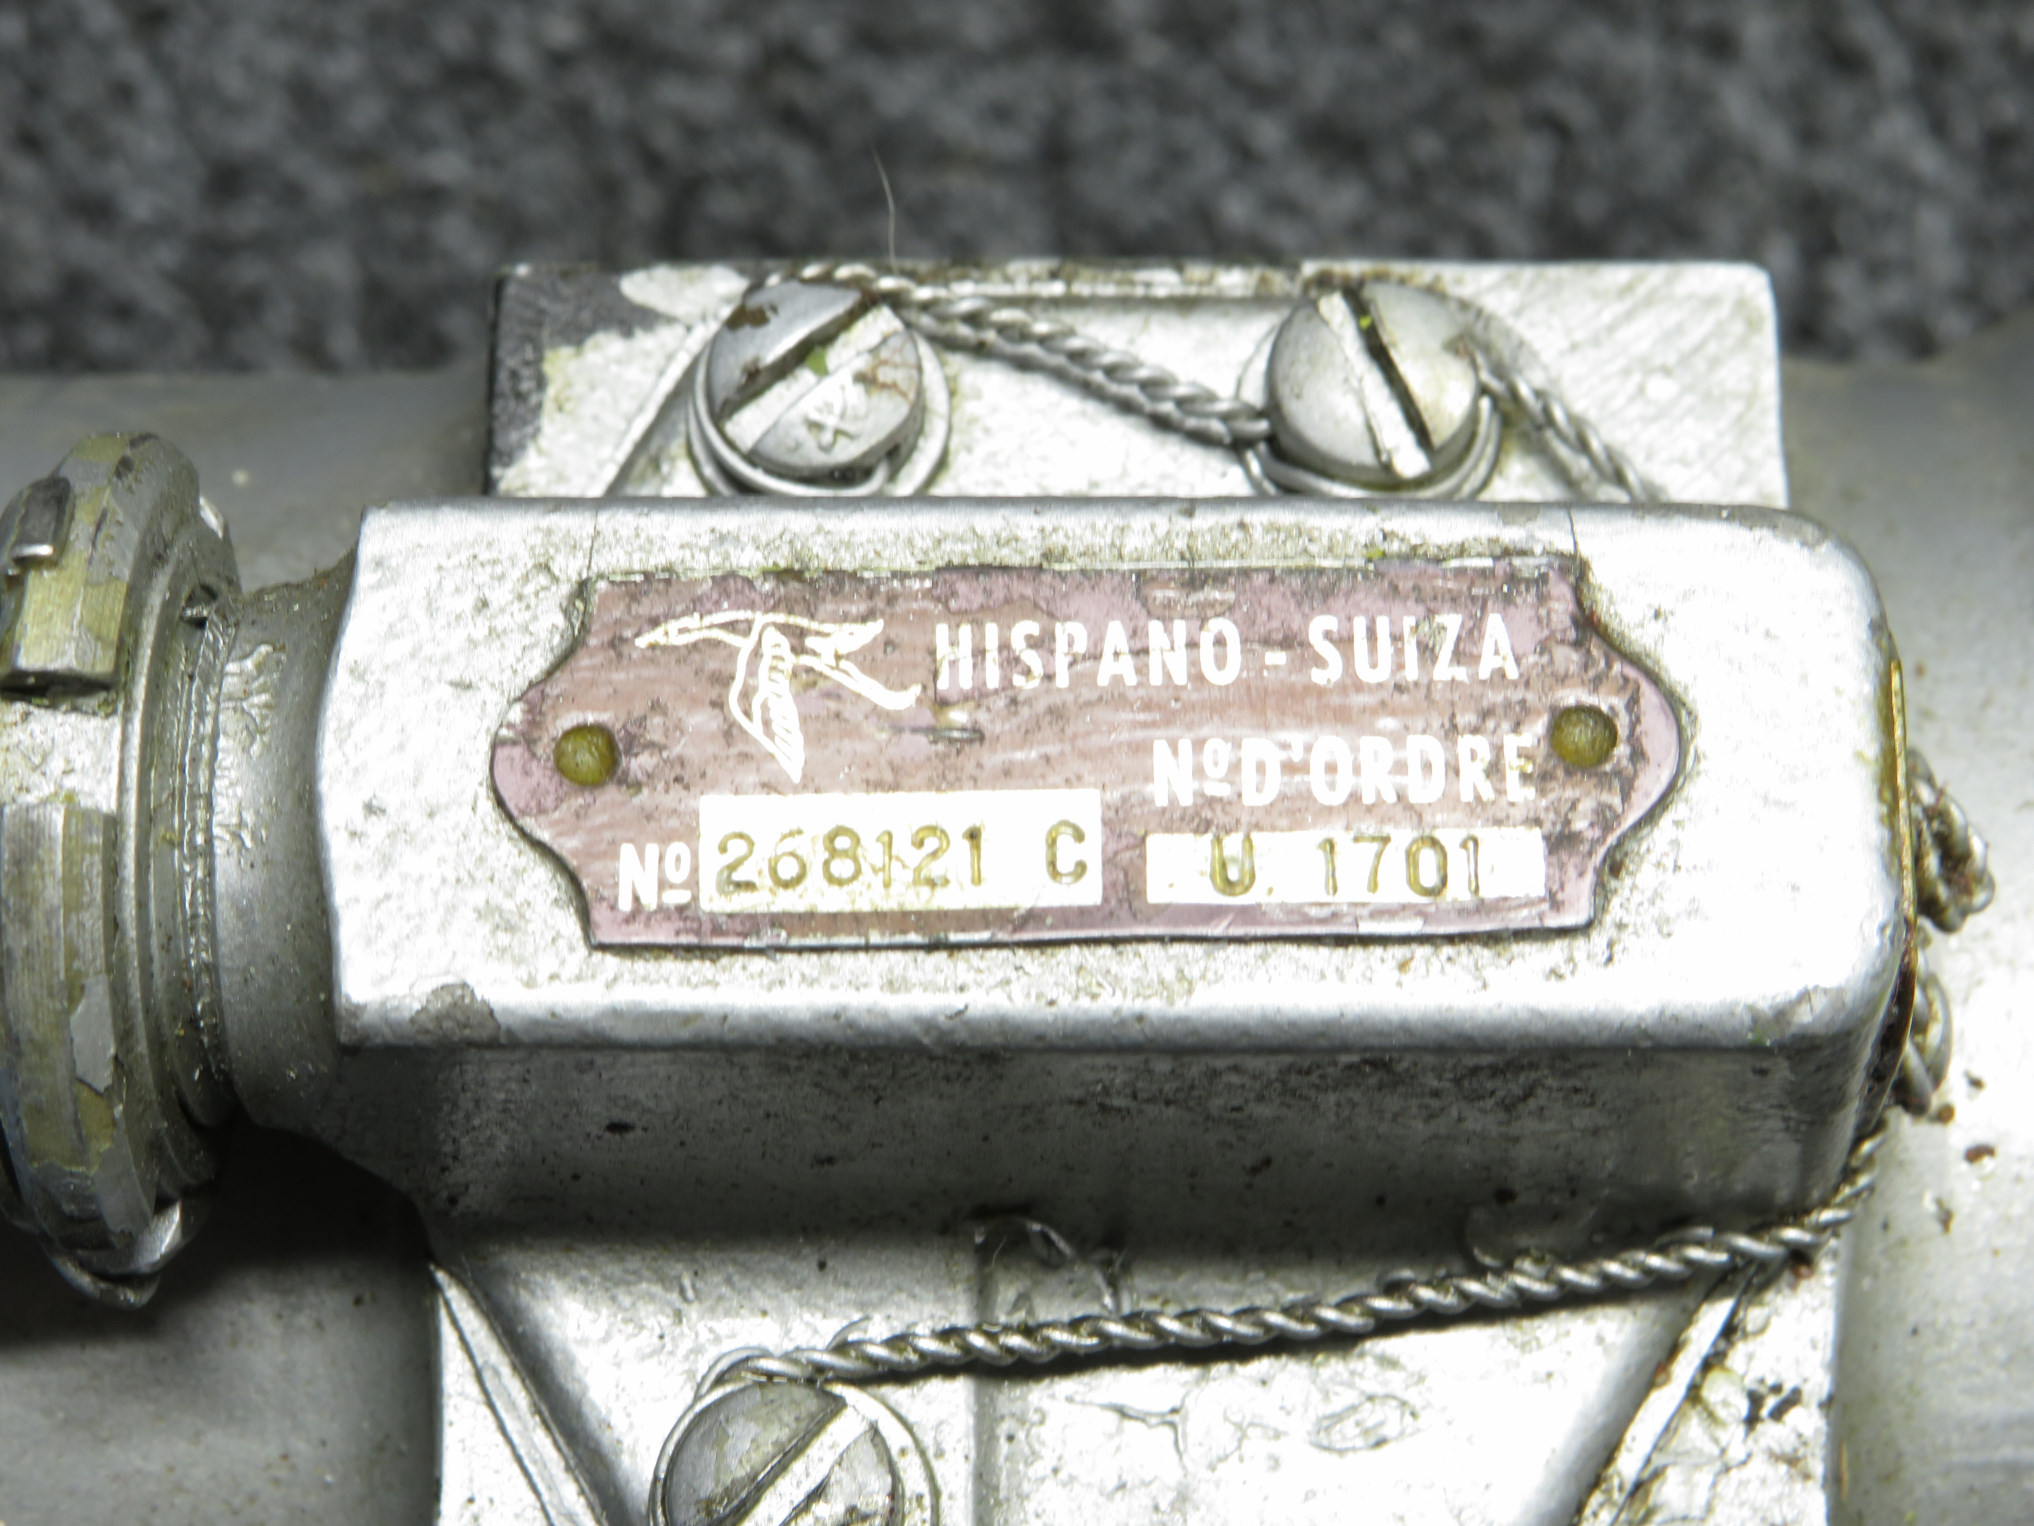 HISPANO-SUIZA
Nº D'ORDRE
Nº 268121 C U 1701